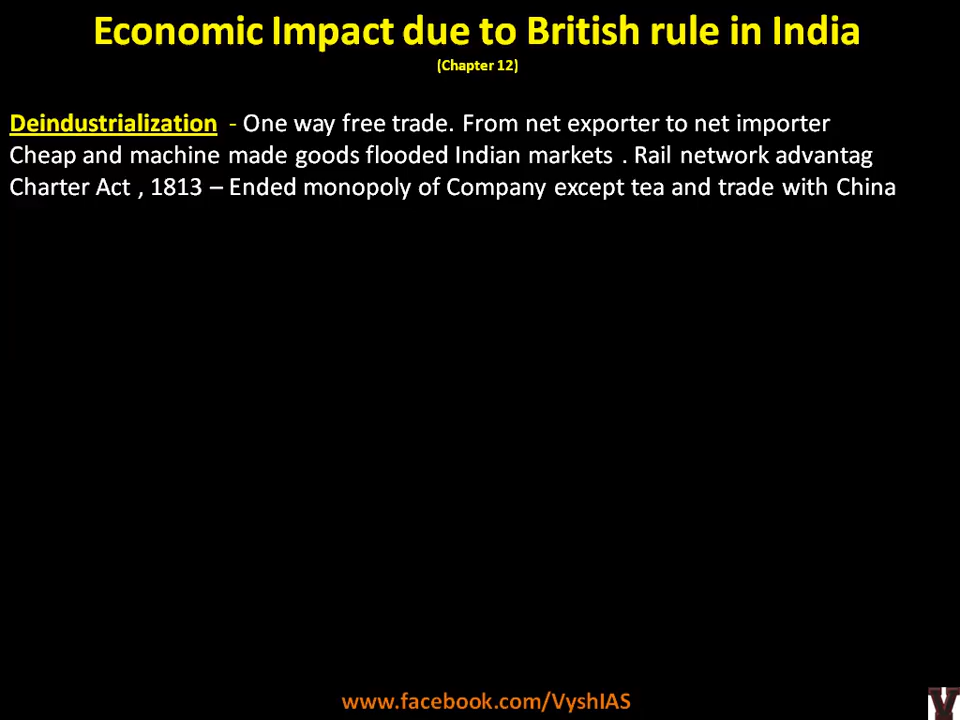 Economic Impact due to British rule in India
(Chapter 12)
Deindustrialization - One way free trade. From net exporter to net importer
Cheap and machine made goods flooded Indian markets . Rail network advantag
Charter Act , 1813 – Ended monopoly of Company except tea and trade with China
www.facebook.com/VyshIAS
V